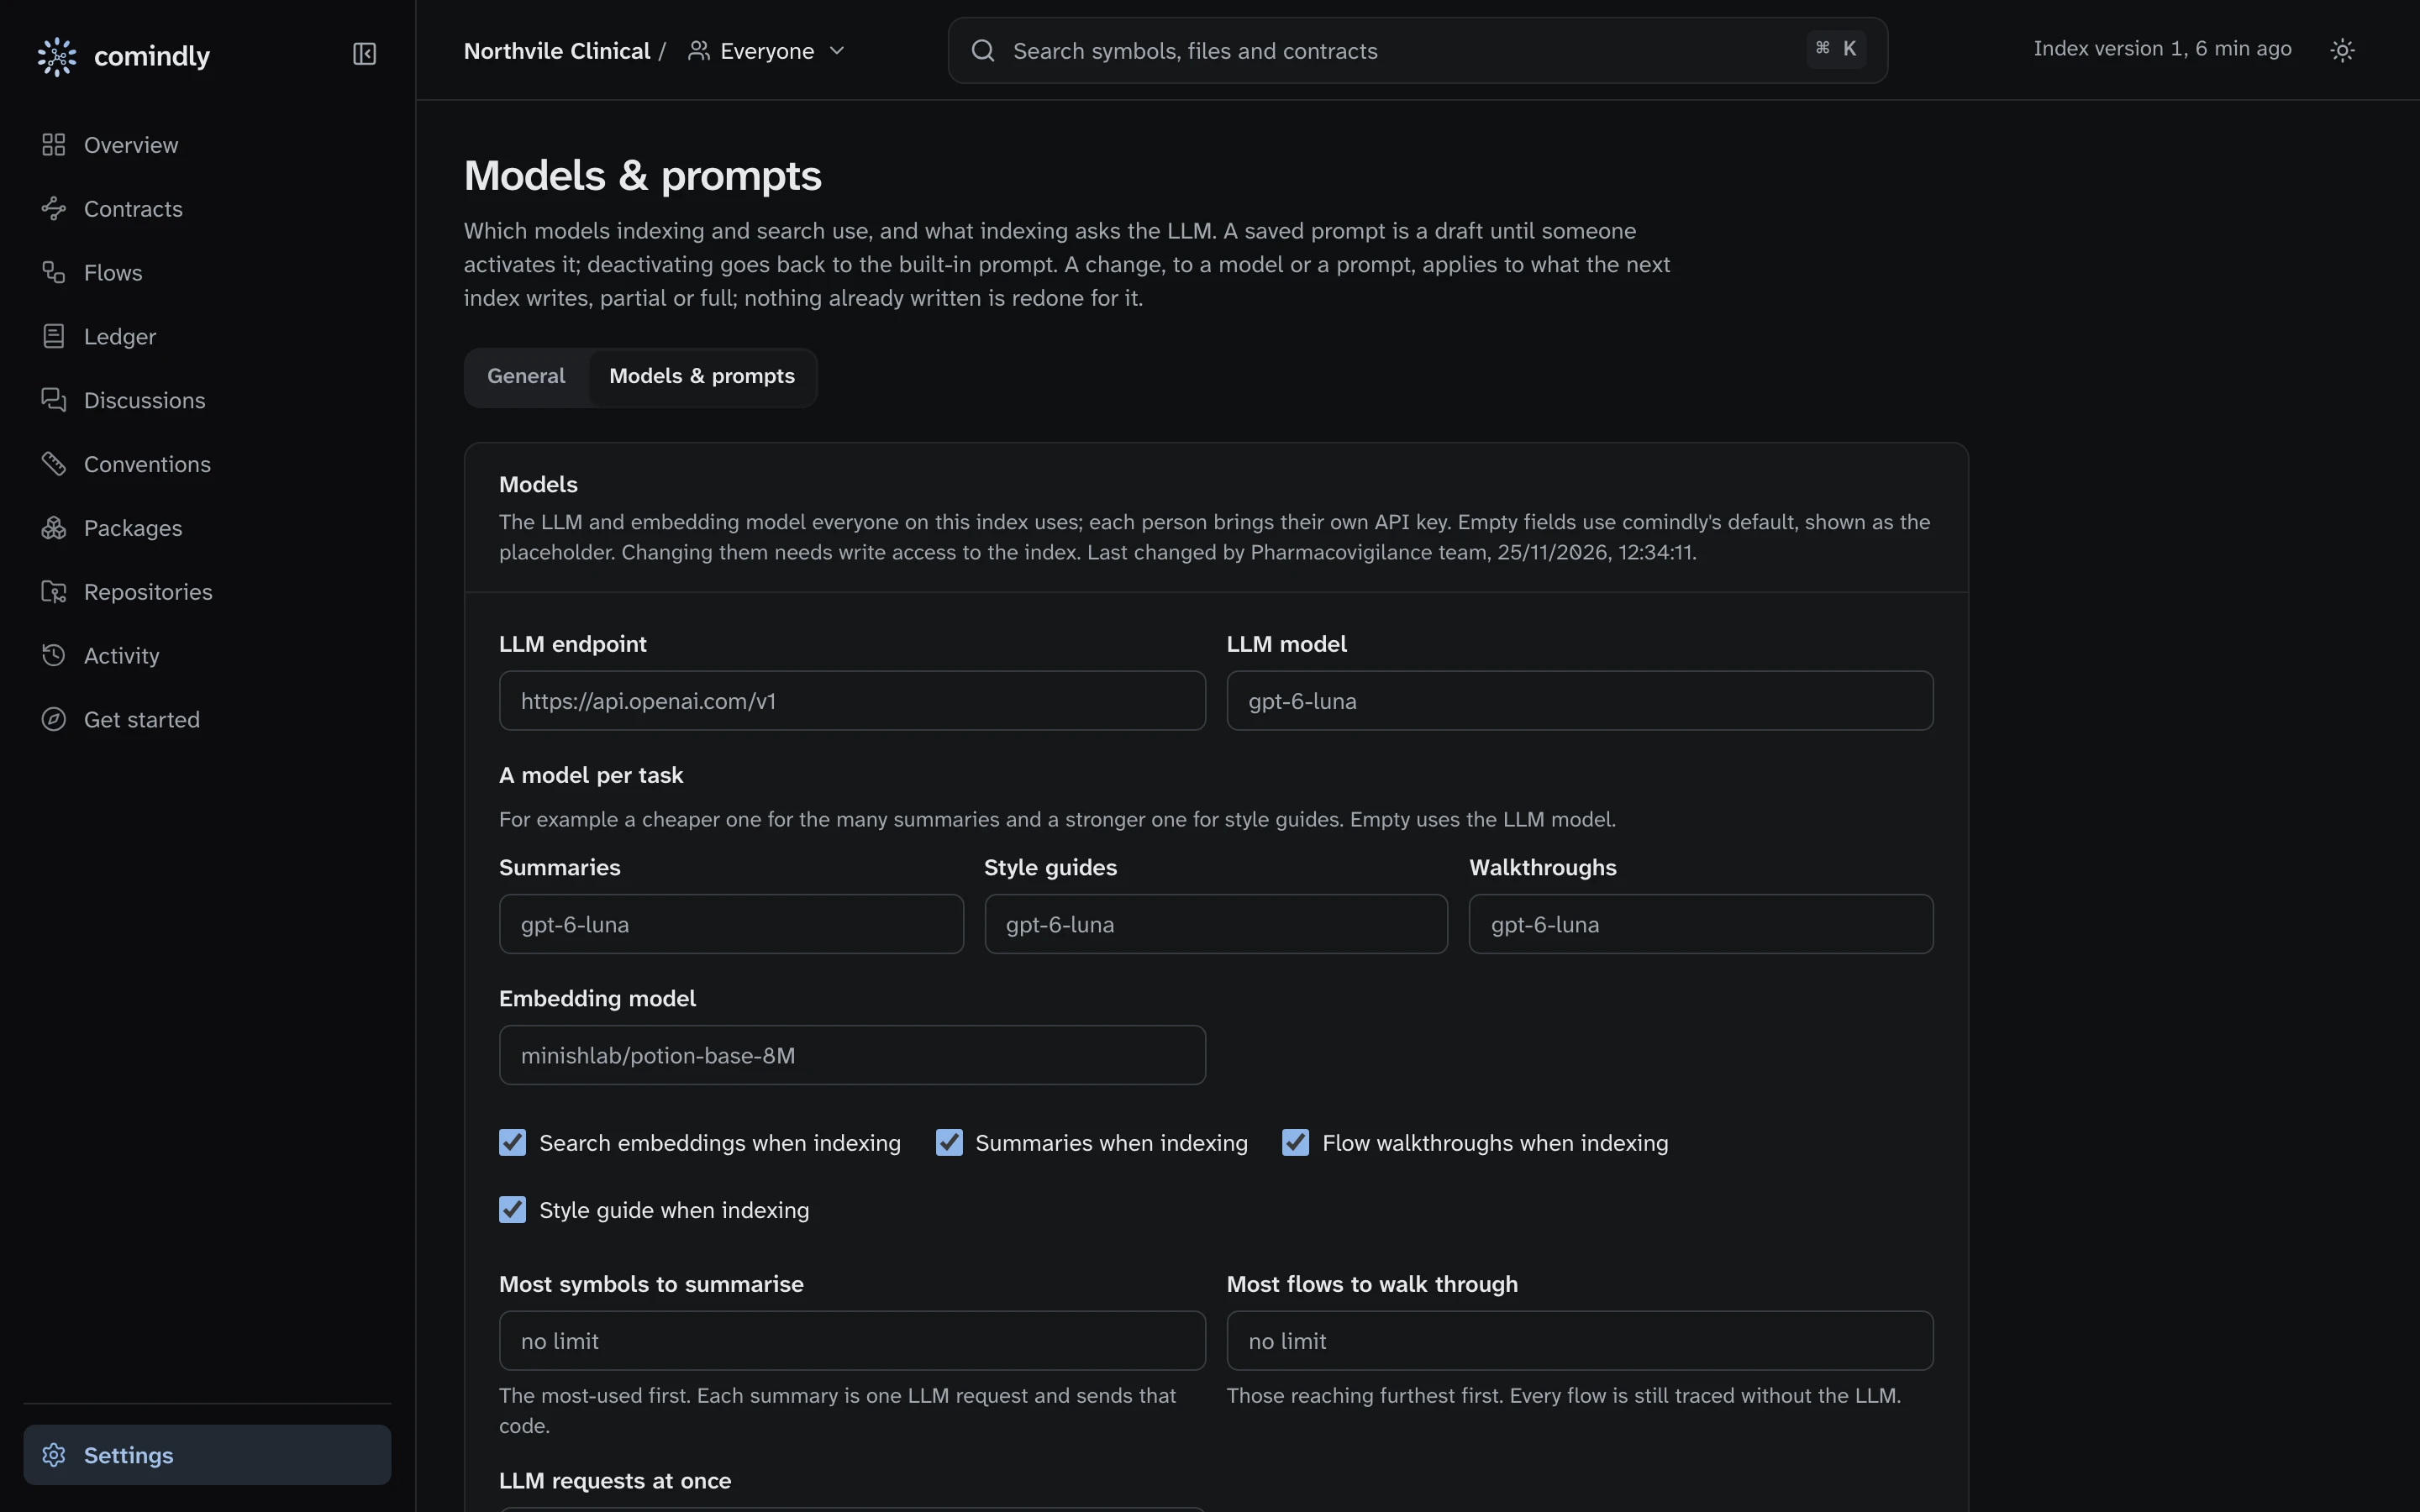 comindly
Northvile Clinical / Everyone
Search symbols, files and contracts
⌘ K
Index version 1, 6 min ago
Overview
Contracts
Flows
Ledger
Discussions
Conventions
Packages
Repositories
Activity
Get started
Settings
Models & prompts
Which models indexing and search use, and what indexing asks the LLM. A saved prompt is a draft until someone
activates it; deactivating goes back to the built-in prompt. A change, to a model or a prompt, applies to what the next
index writes, partial or full; nothing already written is redone for it.
General
Models & prompts
Models
The LLM and embedding model everyone on this index uses; each person brings their own API key. Empty fields use comindly's default, shown as the
placeholder. Changing them needs write access to the index. Last changed by Pharmacovigilance team, 25/11/2026, 12:34:11.
LLM endpoint
https://api.openai.com/v1
LLM model
gpt-6-luna
A model per task
For example a cheaper one for the many summaries and a stronger one for style guides. Empty uses the LLM model.
Summaries
gpt-6-luna
Style guides
gpt-6-luna
Walkthroughs
gpt-6-luna
Embedding model
minishlab/potion-base-8M
Search embeddings when indexing
Summaries when indexing
Flow walkthroughs when indexing
Style guide when indexing
Most symbols to summarise
no limit
The most-used first. Each summary is one LLM request and sends that
code.
Most flows to walk through
no limit
Those reaching furthest first. Every flow is still traced without the LLM.
LLM requests at once